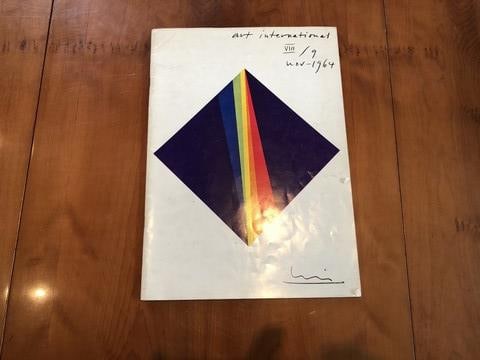 art international
VIII / 9
nov-1964